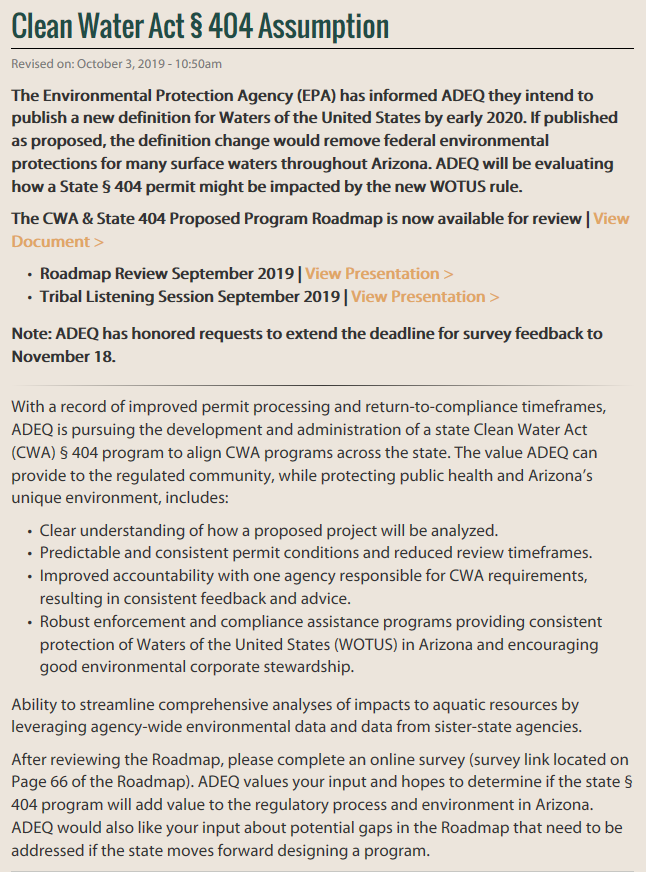 Clean Water Act § 404 Assumption
Revised on: October 3, 2019 - 10:50am
The Environmental Protection Agency (EPA) has informed ADEQ they intend to
publish a new definition for Waters of the United States by early 2020. If published
as proposed, the definition change would remove federal environmental
protections for many surface waters throughout Arizona. ADEQ will be evaluating
how a State § 404 permit might be impacted by the new WOTUS rule.
The CWA & State 404 Proposed Program Roadmap is now available for review | View
Document >
• Roadmap Review September 2019 | View Presentation >
• Tribal Listening Session September 2019 | View Presentation >
Note: ADEQ has honored requests to extend the deadline for survey feedback to
November 18.
With a record of improved permit processing and return-to-compliance timeframes,
ADEQ is pursuing the development and administration of a state Clean Water Act
(CWA) § 404 program to align CWA programs across the state. The value ADEQ can
provide to the regulated community, while protecting public health and Arizona's
unique environment, includes:
• Clear understanding of how a proposed project will be analyzed.
• Predictable and consistent permit conditions and reduced review timeframes.
• Improved accountability with one agency responsible for CWA requirements,
resulting in consistent feedback and advice.
• Robust enforcement and compliance assistance programs providing consistent
protection of Waters of the United States (WOTUS) in Arizona and encouraging
good environmental corporate stewardship.
Ability to streamline comprehensive analyses of impacts to aquatic resources by
leveraging agency-wide environmental data and data from sister-state agencies.
After reviewing the Roadmap, please complete an online survey (survey link located on
Page 66 of the Roadmap). ADEQ values your input and hopes to determine if the state §
404 program will add value to the regulatory process and environment in Arizona.
ADEQ would also like your input about potential gaps in the Roadmap that need to be
addressed if the state moves forward designing a program.